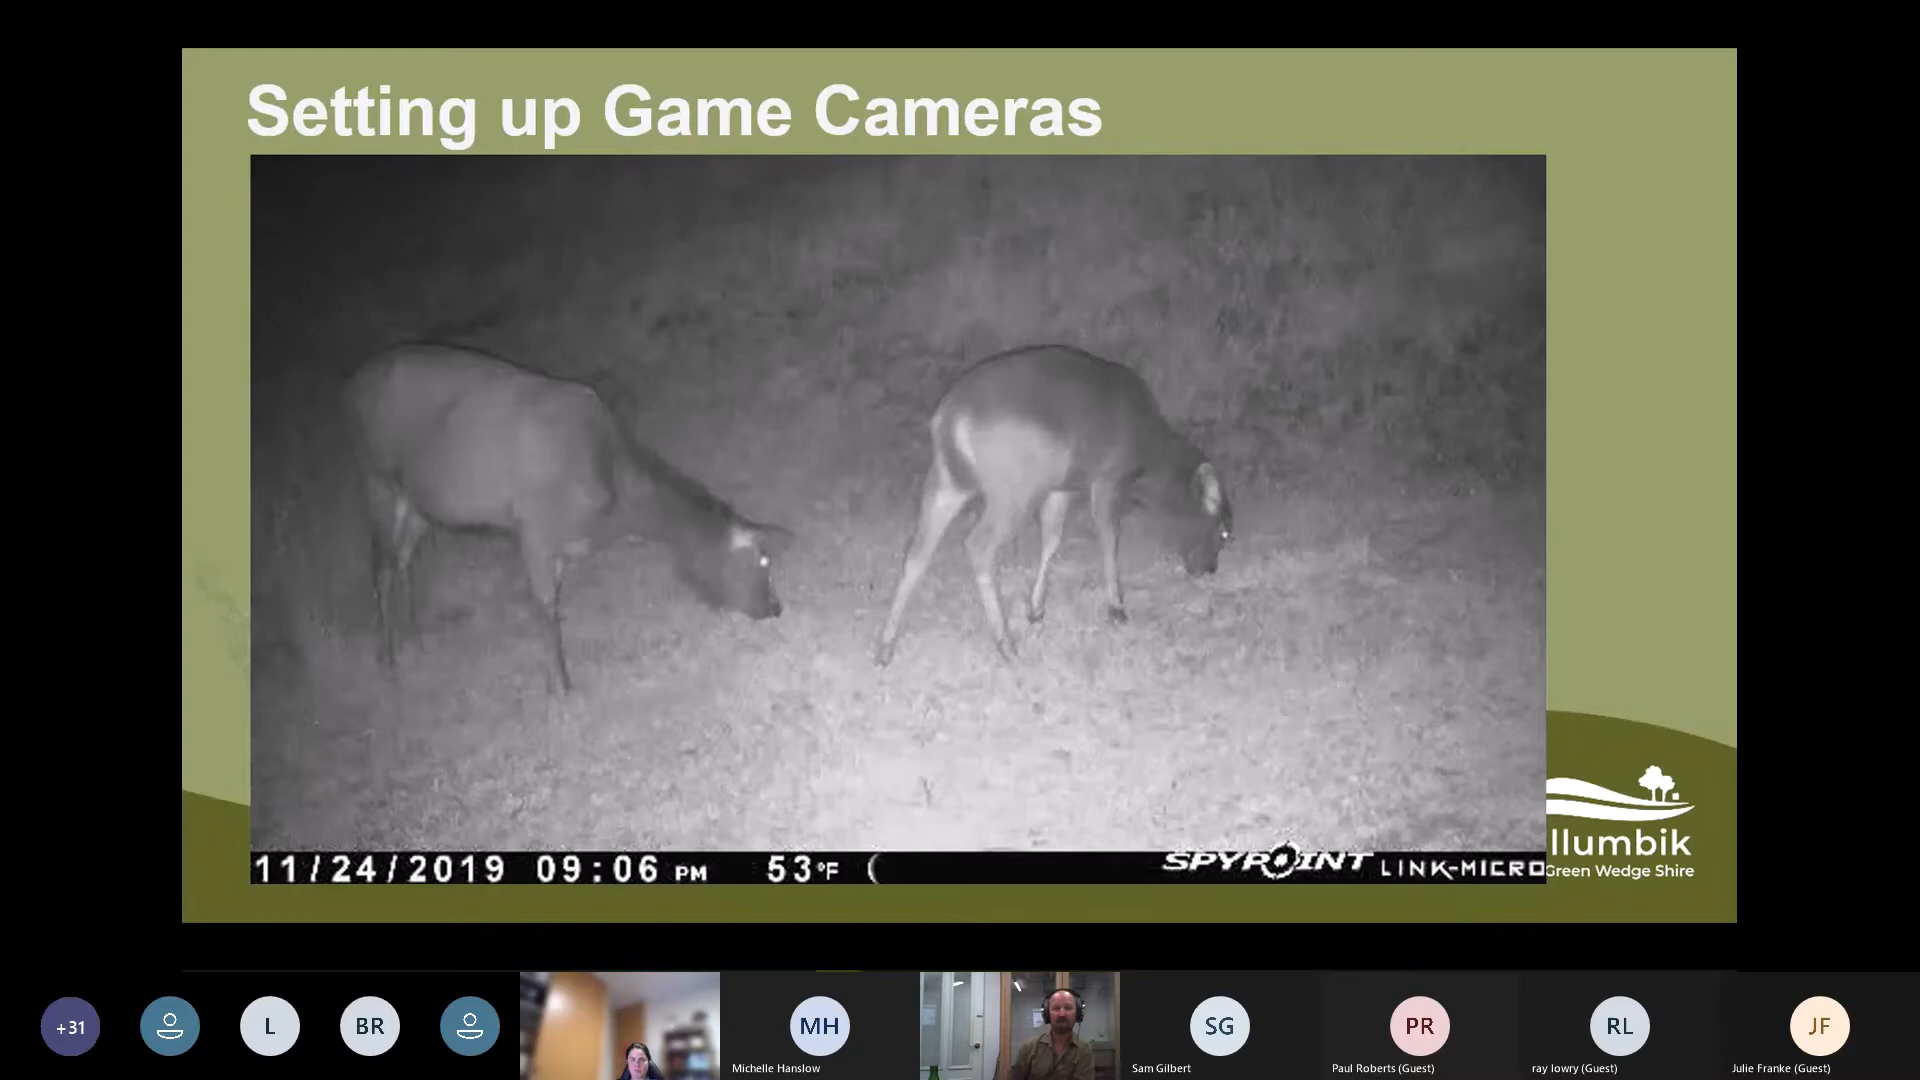 Setting up Game Cameras
11/24/2019 09:06 PM 53°F
SPYPOINT LINK-MICRO
llumbik
Green Wedge Shire
+31
L
BR
MH
Michelle Hanslow
SG
Sam Gilbert
PR
Paul Roberts (Guest)
RL
ray lowry (Guest)
JF
Julie Franke (Guest)